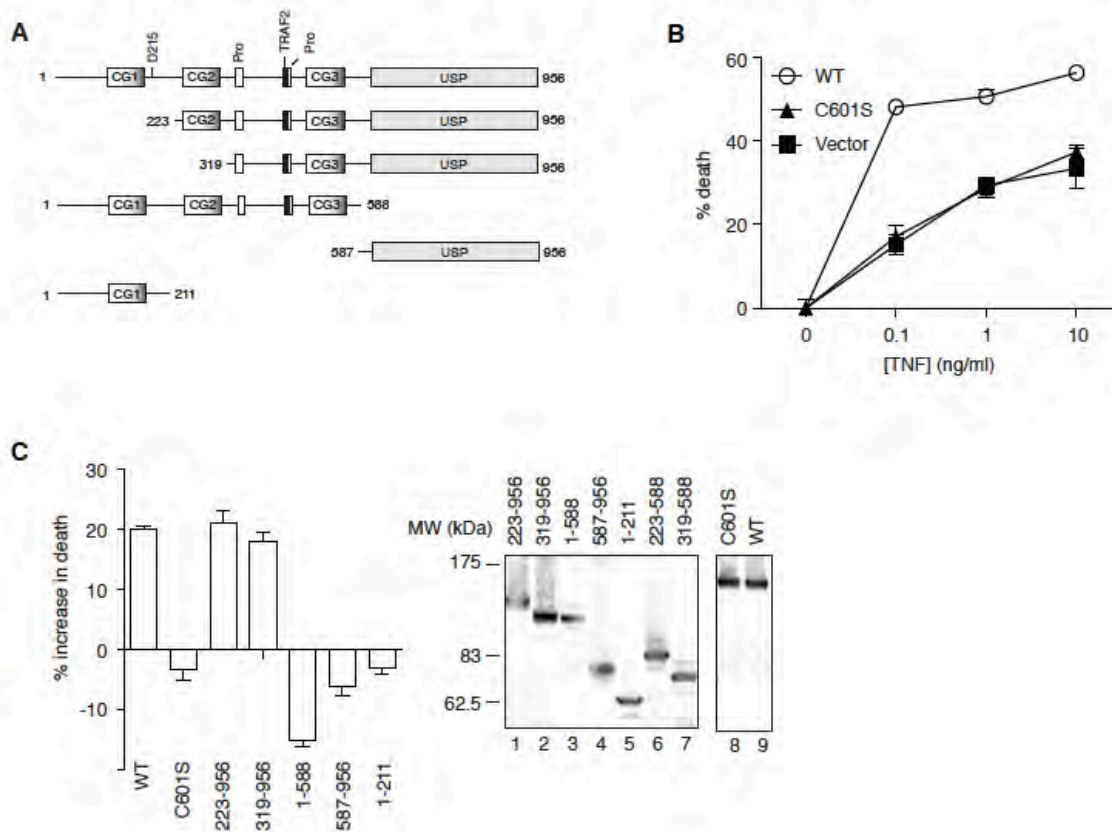 A
D215
Pro
TRAF2
Pro
1 CG1 CG2 CG3 USP 956
223 CG2 CG3 USP 956
319 CG3 USP 956
1 CG1 CG2 CG3 588
587 USP 956
1 CG1 211
B
60
40
20
0
% death
WT
C601S
Vector
0 0.1 1 10
[TNF] (ng/ml)
C
30
20
10
0
-10
% increase in death
WT
C601S
223-956
319-956
1-588
587-956
1-211
223-956
319-956
1-588
587-956
1-211
223-588
319-588
C601S
WT
MW (kDa)
175
83
62.5
1 2 3 4 5 6 7 8 9